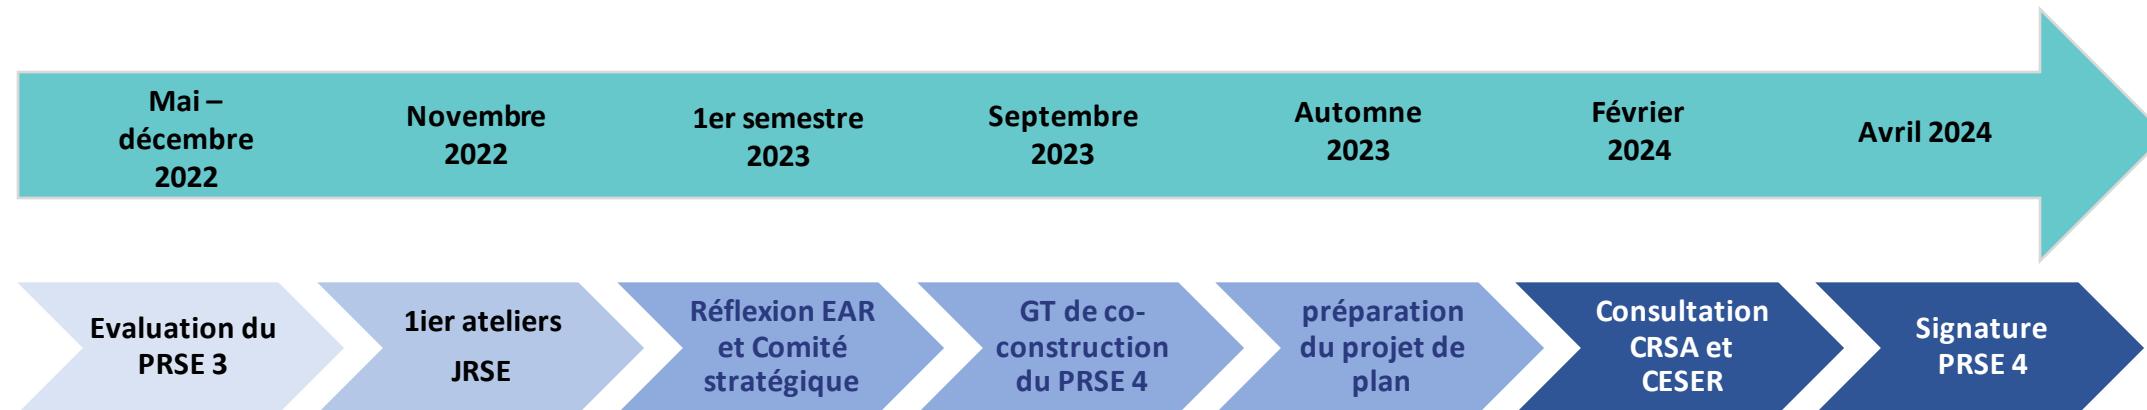 Mai –
décembre
2022
Novembre
2022
1er semestre
2023
Septembre
2023
Automne
2023
Février
2024
Avril 2024
Evaluation du
PRSE 3
1ier ateliers
JRSE
Réflexion EAR
et Comité
stratégique
GT de co-
construction
du PRSE 4
préparation
du projet de
plan
Consultation
CRSA et
CESER
Signature
PRSE 4